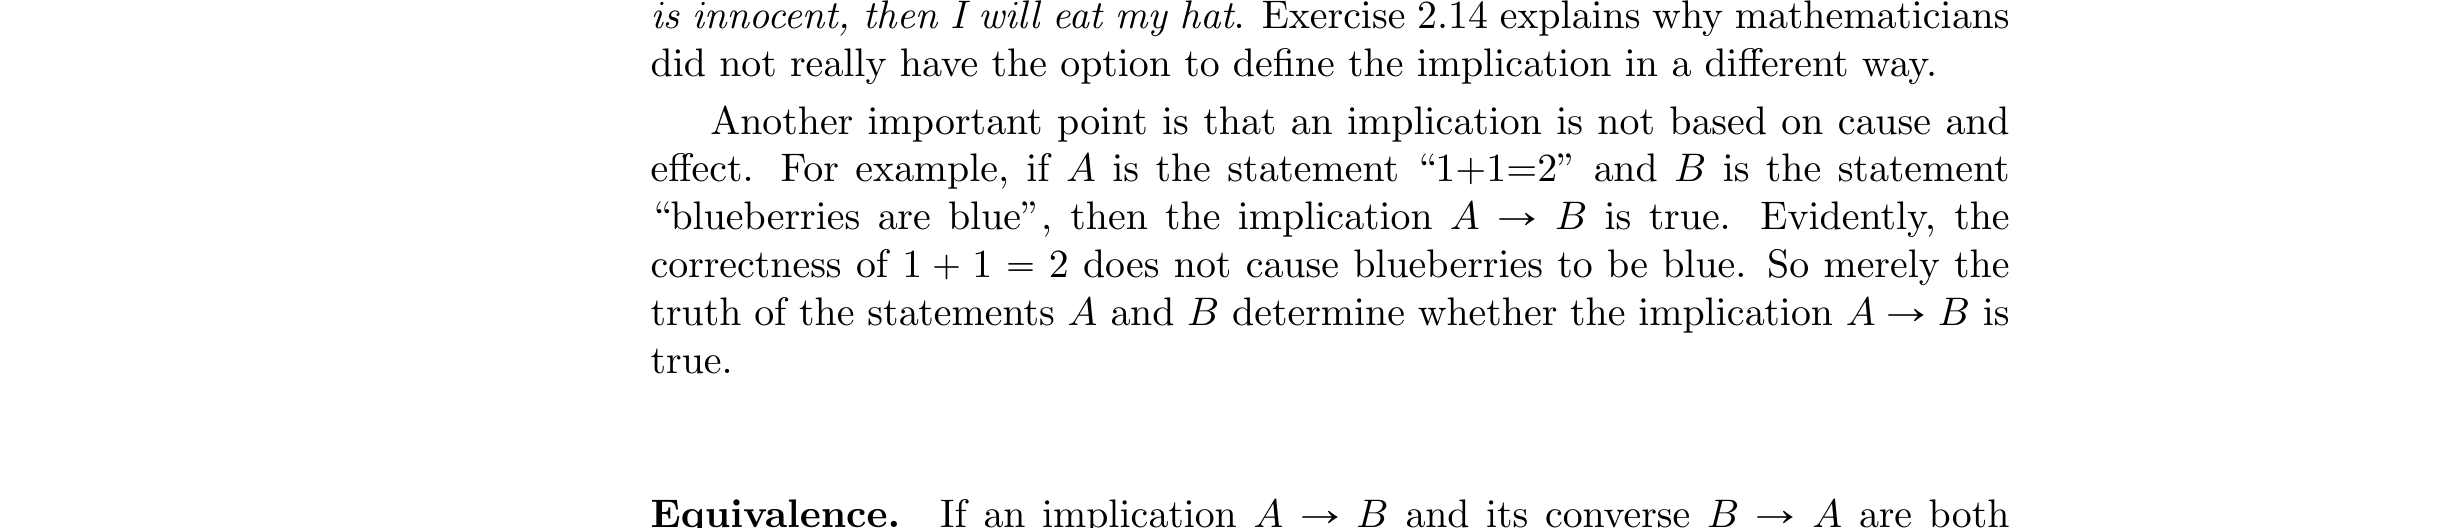 is innocent, then I will eat my hat. Exercise 2.14 explains why mathematicians
did not really have the option to define the implication in a different way.
Another important point is that an implication is not based on cause and
effect. For example, if A is the statement “1+1=2” and B is the statement
“blueberries are blue”, then the implication A → B is true. Evidently, the
correctness of 1 + 1 = 2 does not cause blueberries to be blue. So merely the
truth of the statements A and B determine whether the implication A → B is
true.
Equivalence. If an implication A → B and its converse B → A are both